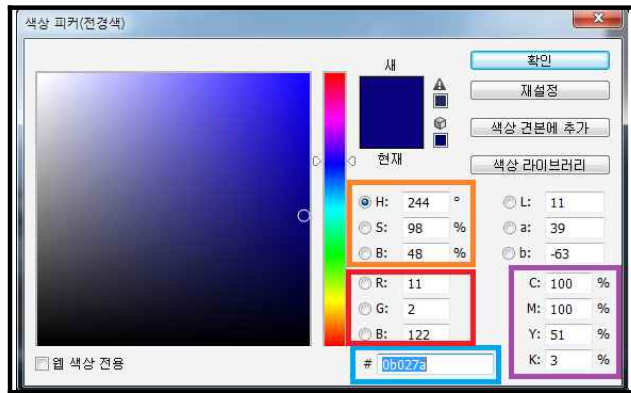 색상 피커(전경색)
새
현재
확인
재설정
색상 견본에 추가
색상 라이브러리
H: 244 °
S: 98 %
B: 48 %
R: 11
G: 2
B: 122
# 0b027a
L: 11
a: 39
b: -63
C: 100 %
M: 100 %
Y: 51 %
K: 3 %
웹 색상 전용